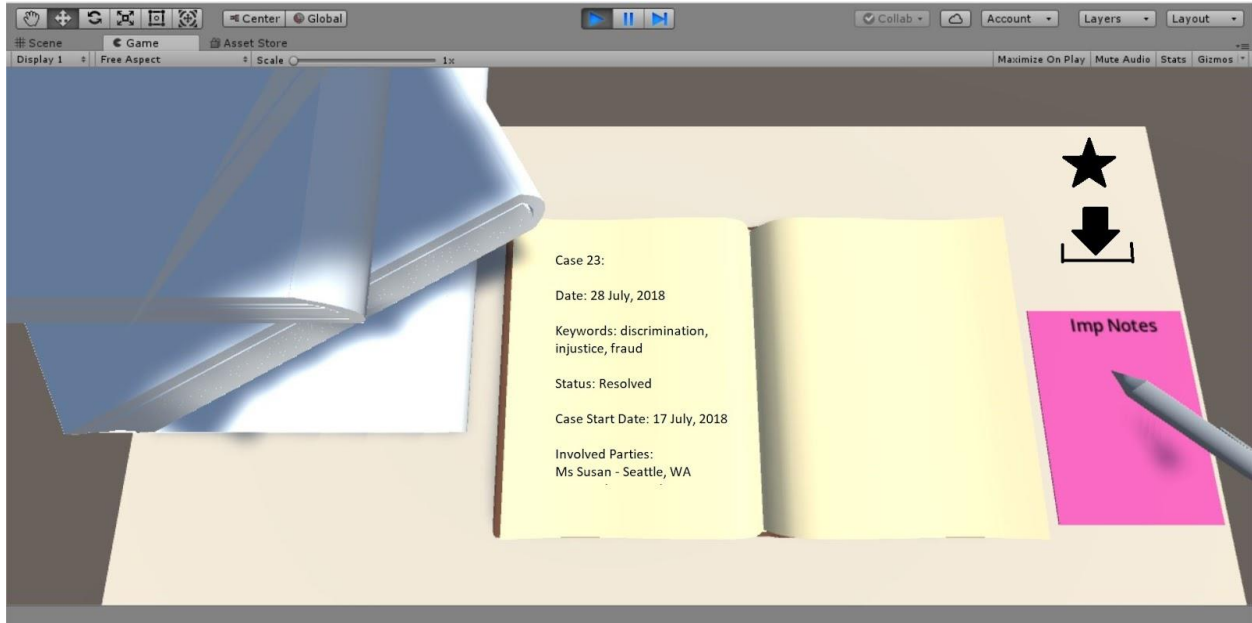 Center Global
Collab Account Layers Layout
Scene Game Asset Store
Display 1 Free Aspect Scale 1x Maximize On Play Mute Audio Stats Gizmos
Case 23:
Date: 28 July, 2018
Keywords: discrimination,
injustice, fraud
Status: Resolved
Case Start Date: 17 July, 2018
Involved Parties:
Ms Susan - Seattle, WA
Imp Notes